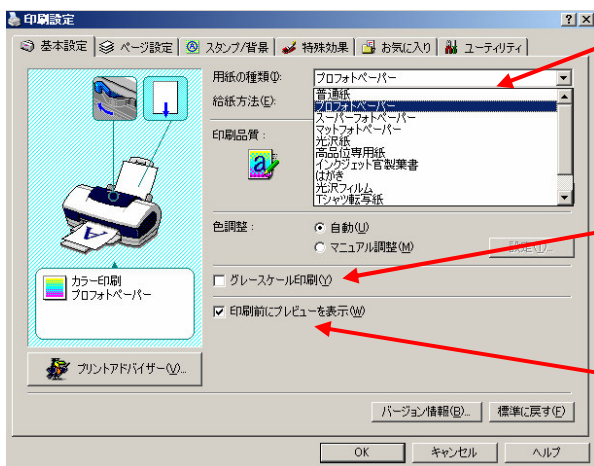 印刷設定
基本設定 ページ設定 スタンプ/背景 特殊効果 お気に入り ユーティリティ
用紙の種類(I): プロフォトペーパー
普通紙
プロフォトペーパー
スーパーフォトペーパー
マットフォトペーパー
光沢紙
高品位専用紙
インクジェット官製葉書
はがき
光沢フィルム
Tシャツ転写紙
給紙方法(E):
印刷品質:
色調整:
自動(U)
マニュアル調整(M)
設定(T)...
グレースケール印刷(Y)
印刷前にプレビューを表示(W)
カラー印刷
プロフォトペーパー
プリントアドバイザー(V)...
バージョン情報(B)... 標準に戻す(F)
OK キャンセル ヘルプ